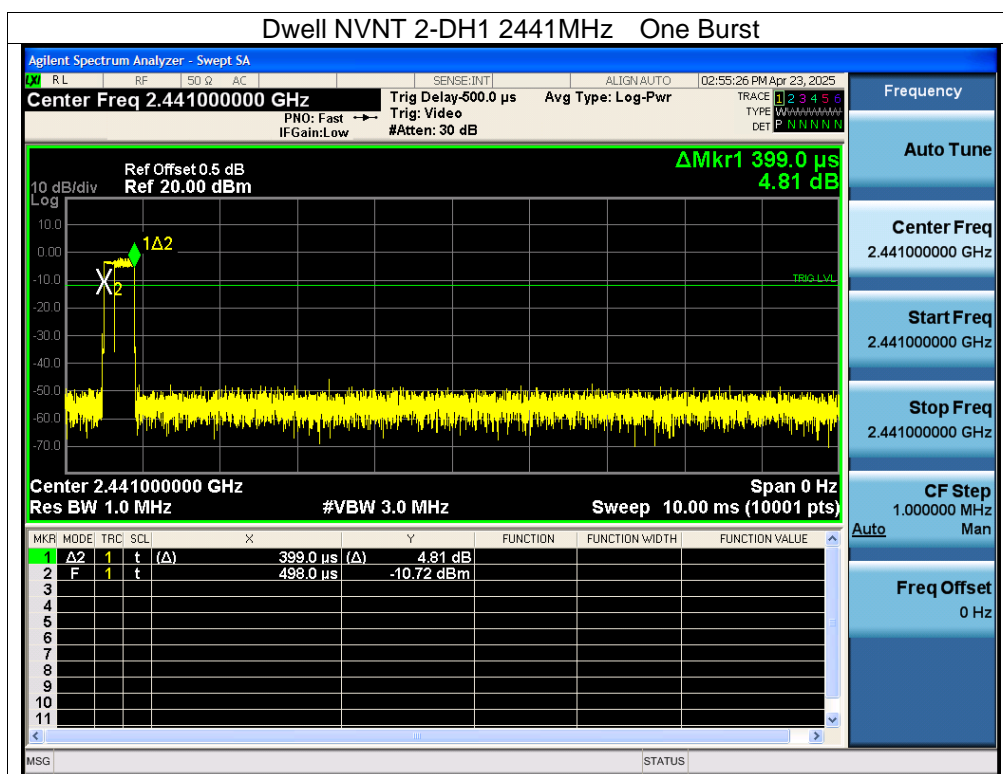 Dwell NVNT 2-DH1 2441MHz One Burst
Agilent Spectrum Analyzer - Swept SA
LXI RL RF 50 Ω AC SENSE:INT ALIGN AUTO 02:55:26 PM Apr 23, 2025
Center Freq 2.441000000 GHz Trig Delay-500.0 µs Avg Type: Log-Pwr TRACE 1 2 3 4 5 6
PNO: Fast Trig: Video TYPE WWWWWW
IFGain:Low #Atten: 30 dB DET P N N N N N
ΔMkr1 399.0 µs
4.81 dB
Ref Offset 0.5 dB
10 dB/div Ref 20.00 dBm
Log
10.0
0.00
-10.0
-20.0
-30.0
-40.0
-50.0
-60.0
-70.0
1Δ2
X2
TRIG LVL
Center 2.441000000 GHz Span 0 Hz
Res BW 1.0 MHz #VBW 3.0 MHz Sweep 10.00 ms (10001 pts)
MKR MODE TRC SCL X Y FUNCTION FUNCTION WIDTH FUNCTION VALUE
1 Δ2 1 t (Δ) 399.0 µs (Δ) 4.81 dB
2 F 1 t 498.0 µs -10.72 dBm
3
4
5
6
7
8
9
10
11
MSG STATUS
Frequency
Auto Tune
Center Freq
2.441000000 GHz
Start Freq
2.441000000 GHz
Stop Freq
2.441000000 GHz
CF Step
1.000000 MHz
Auto Man
Freq Offset
0 Hz